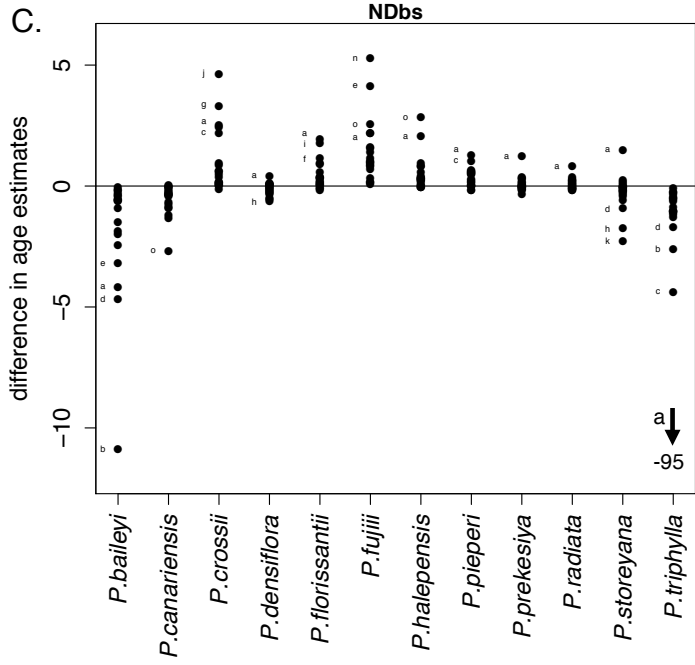 C.
NDbs
difference in age estimates
5
0
−5
−10
e
a
d
b
o
j
g
a
c
a
h
a
i
f
n
e
o
a
o
a
a
c
a
a
a
d
h
k
d
b
c
a
-95
P.baileyi
P.canariensis
P.crossii
P.densiflora
P.florissantii
P.fujiii
P.halepensis
P.pieperi
P.prekesiya
P.radiata
P.storeyana
P.triphylla